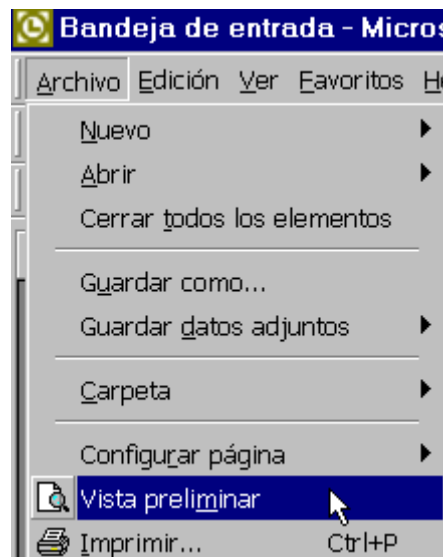 Bandeja de entrada - Micros
Archivo Edición Ver Favoritos H
Nuevo
Abrir
Cerrar todos los elementos
Guardar como...
Guardar datos adjuntos
Carpeta
Configurar página
Vista preliminar
Imprimir... Ctrl+P